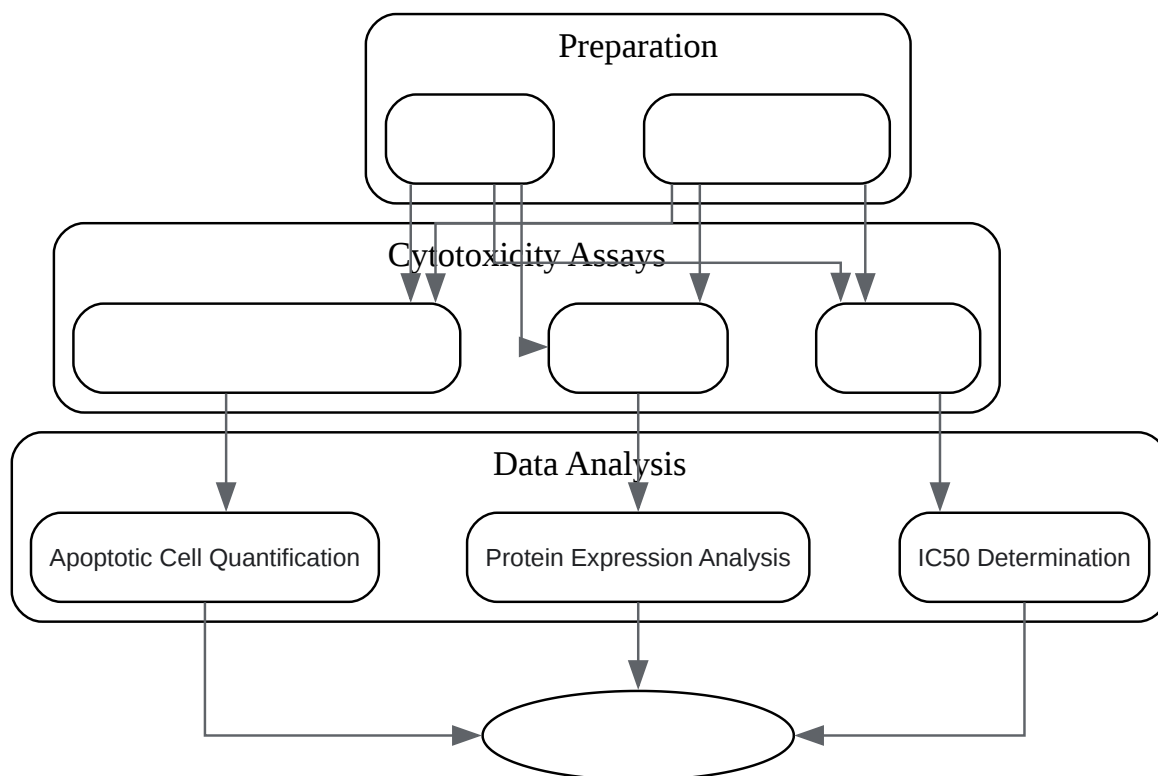 Preparation
Cytotoxicity Assays
Data Analysis
Apoptotic Cell Quantification
Protein Expression Analysis
IC50 Determination